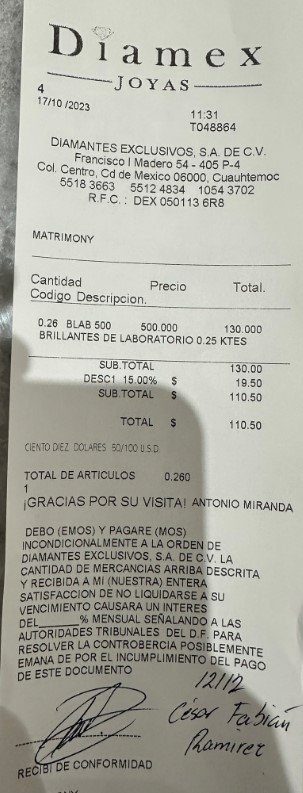 Diamex
JOYAS
4
17/10/2023
11:31
T048864
DIAMANTES EXCLUSIVOS, S.A. DE C.V.
Francisco I Madero 54 - 405 P-4
Col. Centro, Cd de Mexico 06000, Cuauhtemoc
5518 3663 5512 4834 1054 3702
R.F.C.: DEX 050113 6R8
MATRIMONY
Cantidad Precio Total.
Codigo Descripcion.
0.26 BLAB 500 500.000 130.000
BRILLANTES DE LABORATORIO 0.25 KTES
SUB.TOTAL 130.00
DESC1 15.00% $ 19.50
SUB.TOTAL $ 110.50
TOTAL $ 110.50
CIENTO DIEZ DOLARES 50/100 U.S.D.
TOTAL DE ARTICULOS 0.260
1
¡GRACIAS POR SU VISITA! ANTONIO MIRANDA
DEBO (EMOS) Y PAGARE (MOS)
INCONDICIONALMENTE A LA ORDEN DE
DIAMANTES EXCLUSIVOS, S.A. DE C.V. LA
CANTIDAD DE MERCANCIAS ARRIBA DESCRITA
Y RECIBIDA A MI (NUESTRA) ENTERA
SATISFACCION DE NO LIQUIDARSE A SU
VENCIMIENTO CAUSARA UN INTERES
DEL______% MENSUAL SEÑALANDO A LAS
AUTORIDADES TRIBUNALES DEL D.F. PARA
RESOLVER LA CONTROBERCIA POSIBLEMENTE
EMANA DE POR EL INCUMPLIMIENTO DEL PAGO
DE ESTE DOCUMENTO
12/12
César Fabián
Ramirez
RECIBI DE CONFORMIDAD